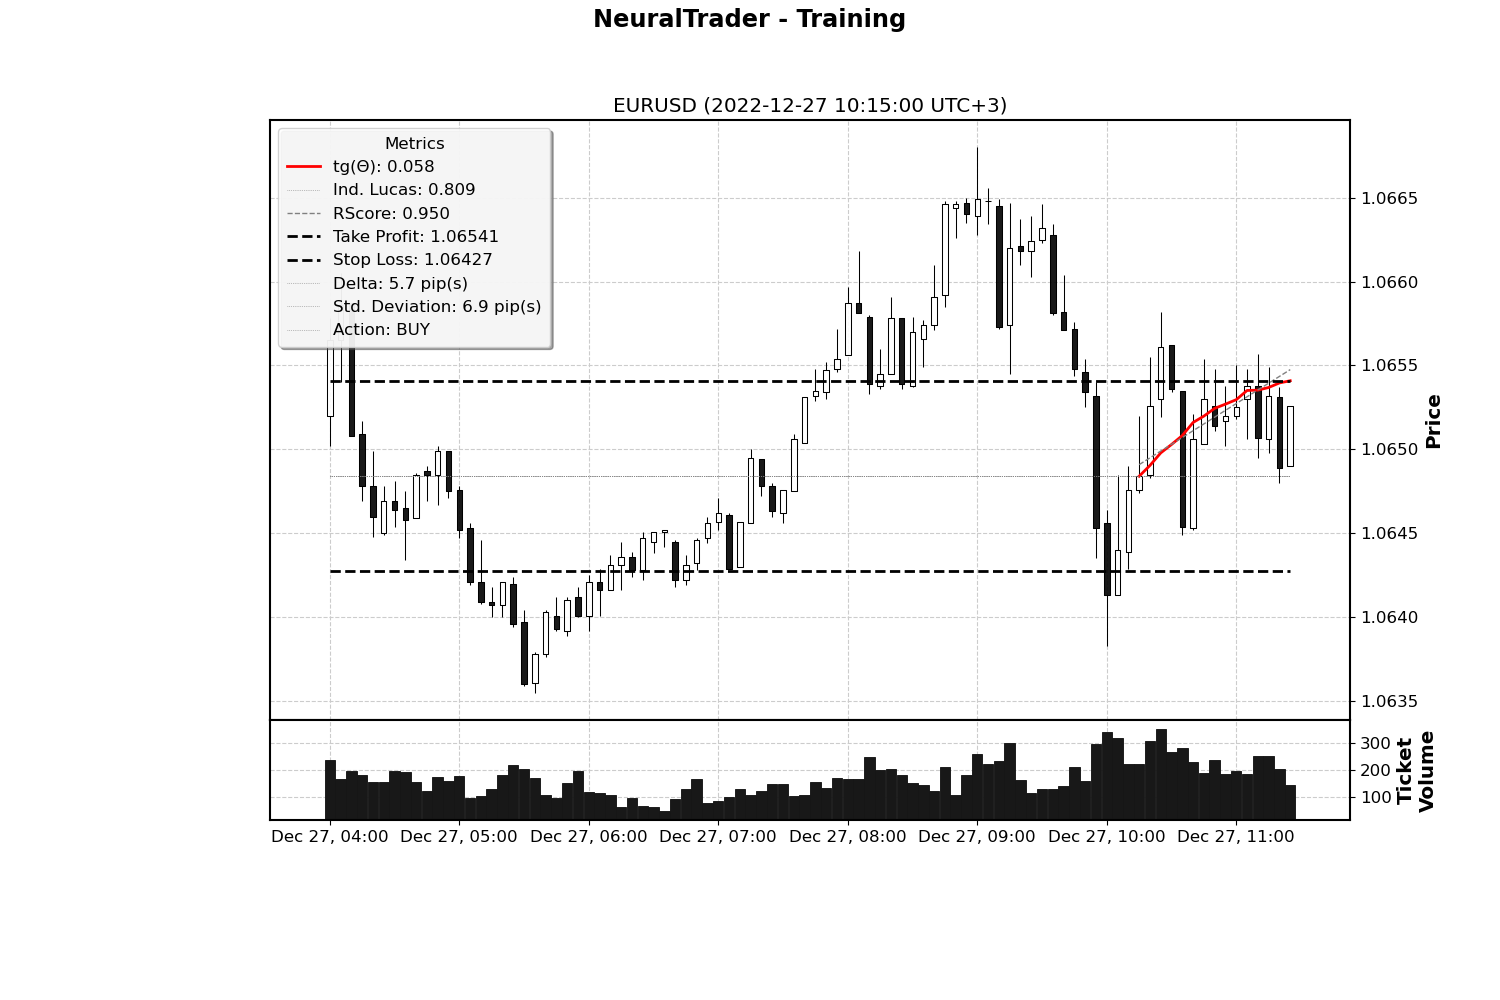 NeuralTrader - Training
EURUSD (2022-12-27 10:15:00 UTC+3)
Metrics
tg(Θ): 0.058
Ind. Lucas: 0.809
RScore: 0.950
Take Profit: 1.06541
Stop Loss: 1.06427
Delta: 5.7 pip(s)
Std. Deviation: 6.9 pip(s)
Action: BUY
1.0665
1.0660
1.0655
1.0650
1.0645
1.0640
1.0635
Price
300
200
100
Ticket
Volume
Dec 27, 04:00 Dec 27, 05:00 Dec 27, 06:00 Dec 27, 07:00 Dec 27, 08:00 Dec 27, 09:00 Dec 27, 10:00 Dec 27, 11:00